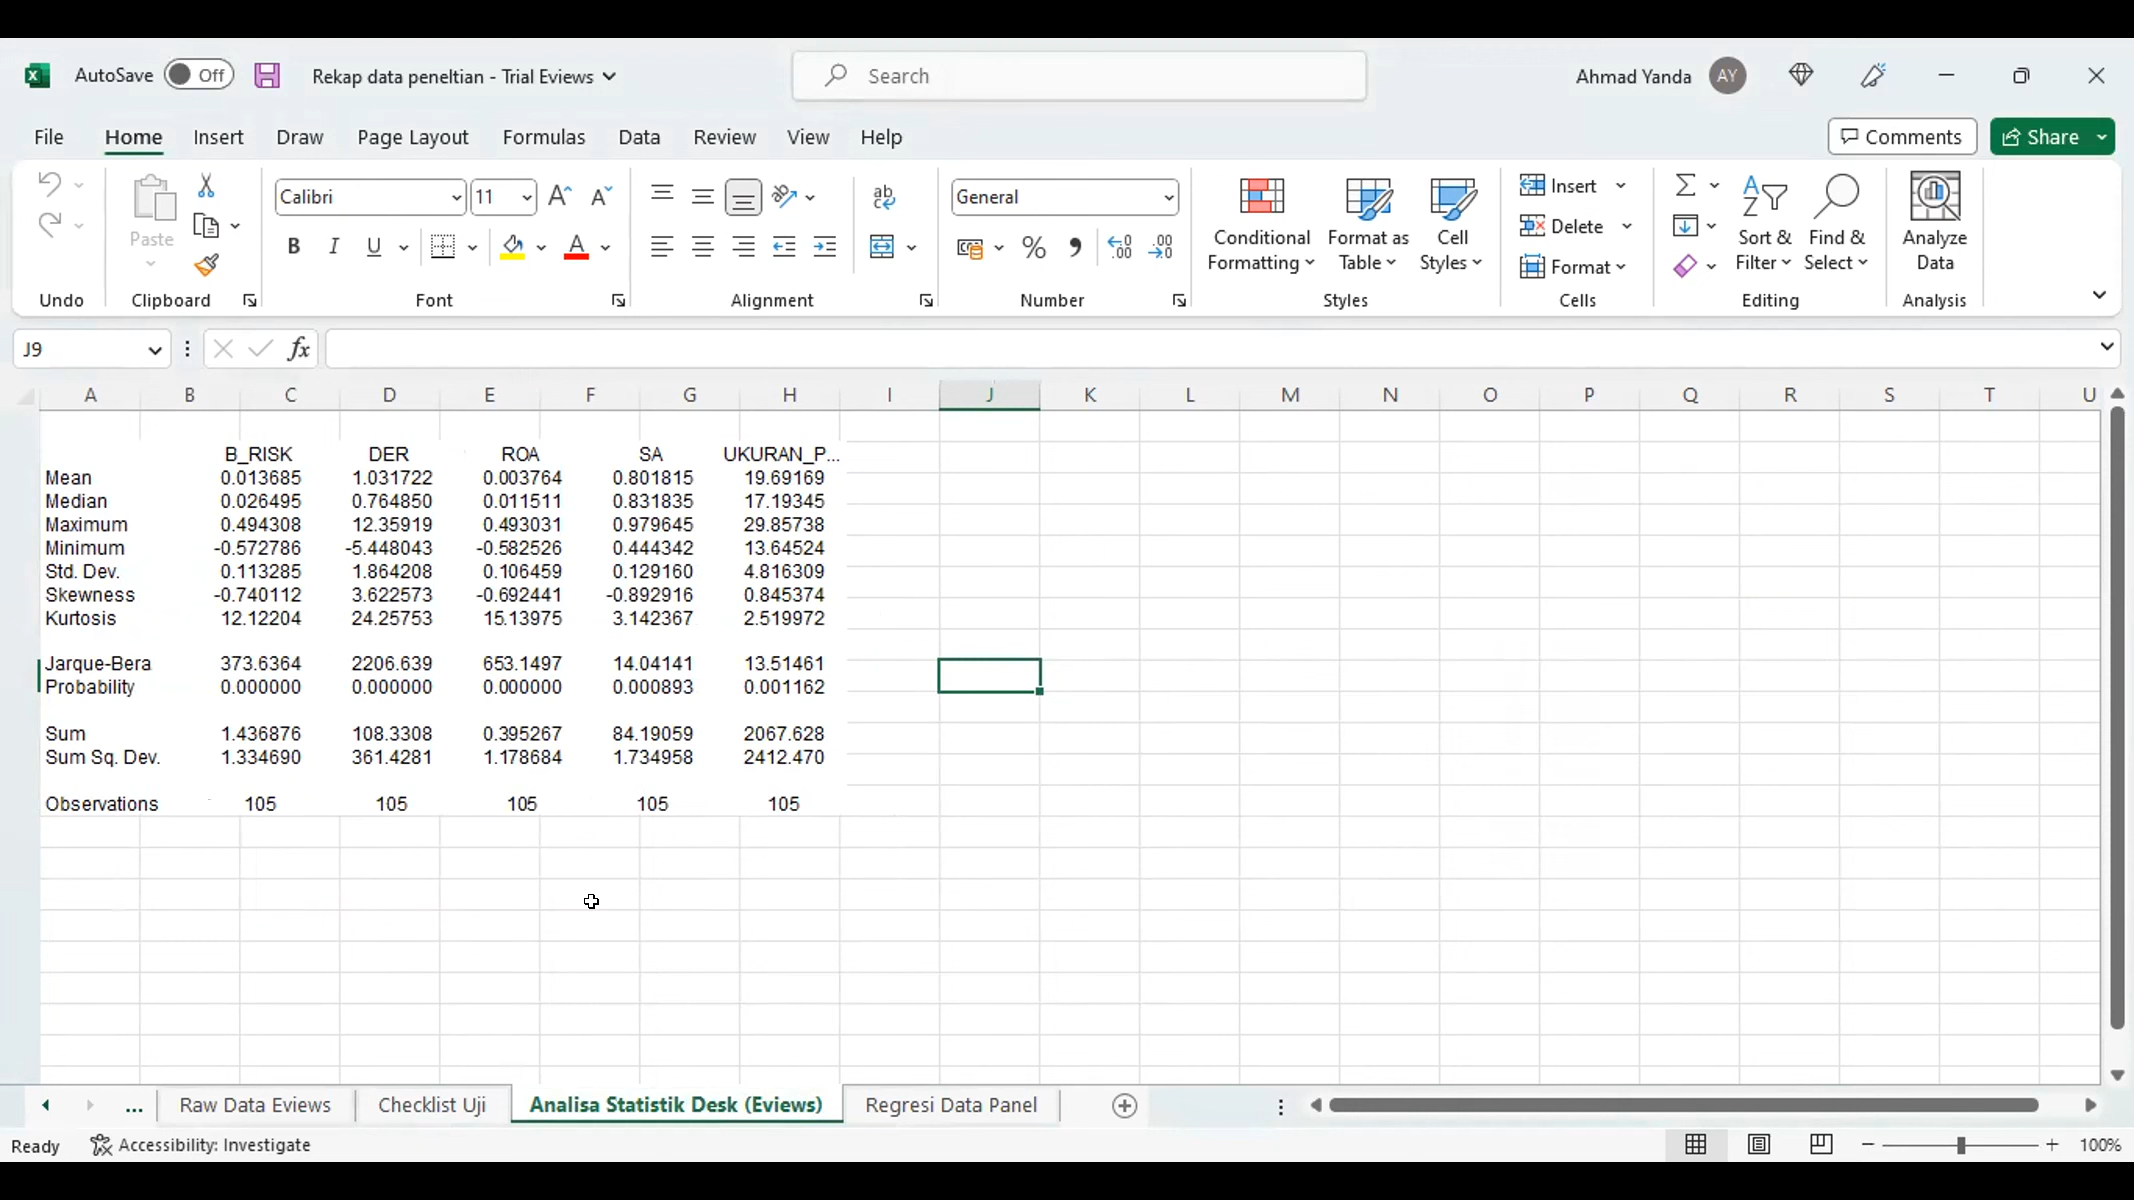 AutoSave Off Rekap data peneltian - Trial Eviews Search Ahmad Yanda AY
File Home Insert Draw Page Layout Formulas Data Review View Help Comments Share
Calibri 11 General Insert
Paste Conditional Formatting Format as Table Cell Styles Delete Sort & Filter Find & Select Analyze Data
Format
Undo Clipboard Font Alignment Number Styles Cells Editing Analysis
J9 fx
A B C D E F G H I J K L M N O P Q R S T U
B_RISK DER ROA SA UKURAN_P...
Mean 0.013685 1.031722 0.003764 0.801815 19.69169
Median 0.026495 0.764850 0.011511 0.831835 17.19345
Maximum 0.494308 12.35919 0.493031 0.979645 29.85738
Minimum -0.572786 -5.448043 -0.582526 0.444342 13.64524
Std. Dev. 0.113285 1.864208 0.106459 0.129160 4.816309
Skewness -0.740112 3.622573 -0.692441 -0.892916 0.845374
Kurtosis 12.12204 24.25753 15.13975 3.142367 2.519972
Jarque-Bera 373.6364 2206.639 653.1497 14.04141 13.51461
Probability 0.000000 0.000000 0.000000 0.000893 0.001162
Sum 1.436876 108.3308 0.395267 84.19059 2067.628
Sum Sq. Dev. 1.334690 361.4281 1.178684 1.734958 2412.470
Observations 105 105 105 105 105
... Raw Data Eviews Checklist Uji Analisa Statistik Desk (Eviews) Regresi Data Panel
Ready Accessibility: Investigate 100%